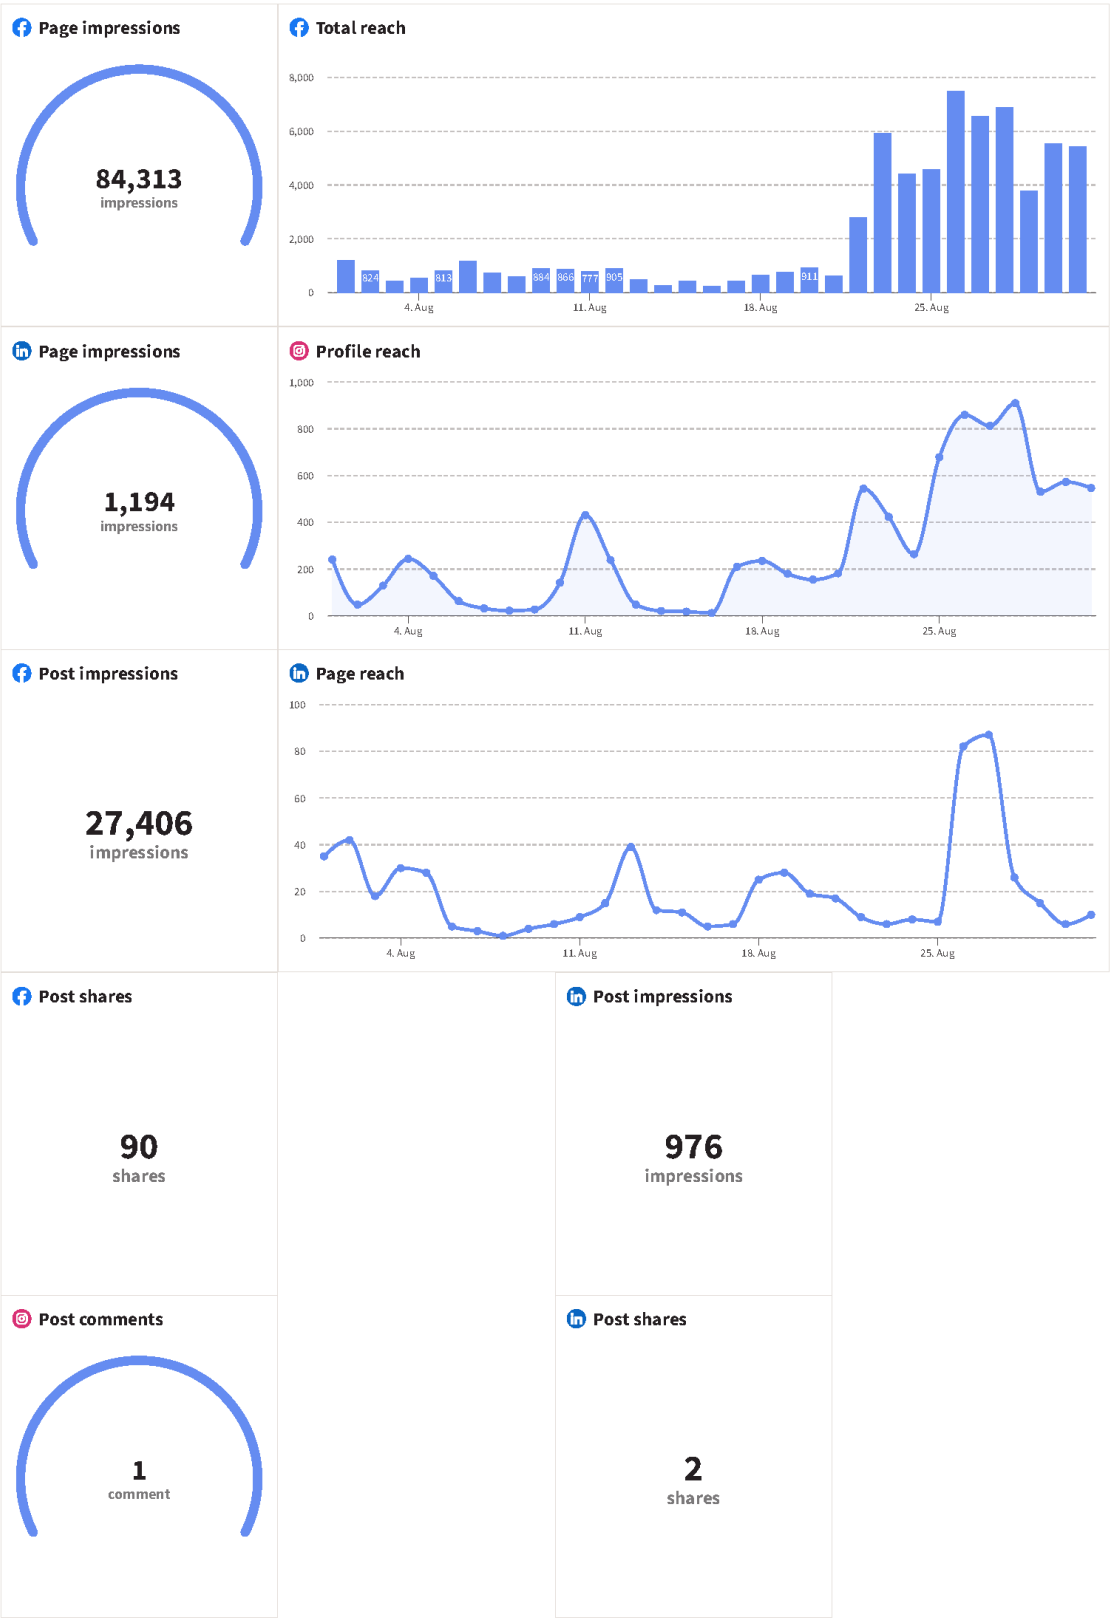 Page impressions
84,313
impressions
Total reach
8,000
6,000
4,000
2,000
0
824
813
884
866
777
905
911
4. Aug
11. Aug
18. Aug
25. Aug
in Page impressions
1,194
impressions
Profile reach
1,000
800
600
400
200
0
4. Aug
11. Aug
18. Aug
25. Aug
Post impressions
27,406
impressions
in Page reach
100
80
60
40
20
0
4. Aug
11. Aug
18. Aug
25. Aug
Post shares
90
shares
in Post impressions
976
impressions
Post comments
1
comment
in Post shares
2
shares